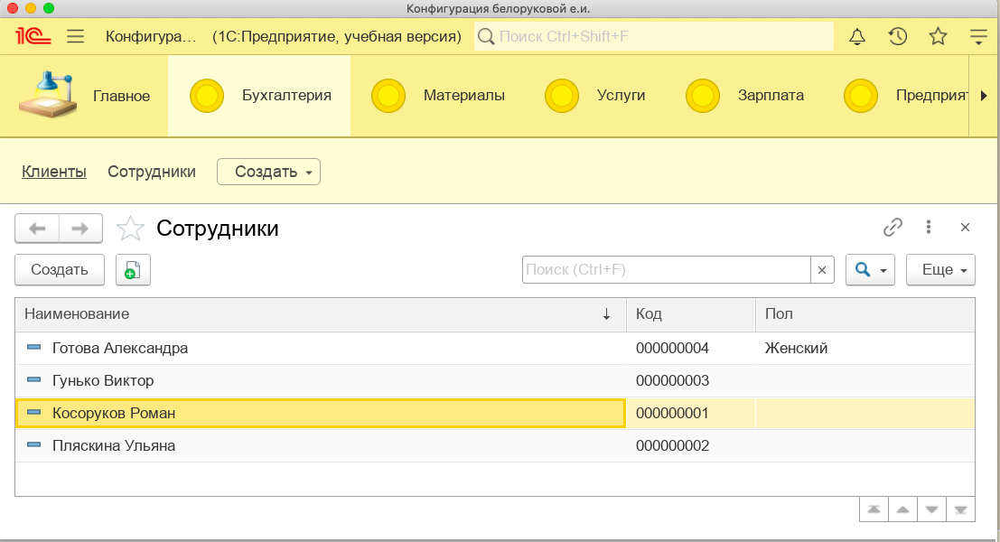 Конфигурация белоруковой е.и.
1С Конфигура... (1С:Предприятие, учебная версия) Поиск Ctrl+Shift+F
Главное Бухгалтерия Материалы Услуги Зарплата Предприят
Клиенты Сотрудники Создать
Сотрудники
Создать Поиск (Ctrl+F) Еще
Наименование Код Пол
Готова Александра 000000004 Женский
Гунько Виктор 000000003
Косоруков Роман 000000001
Пляскина Ульяна 000000002